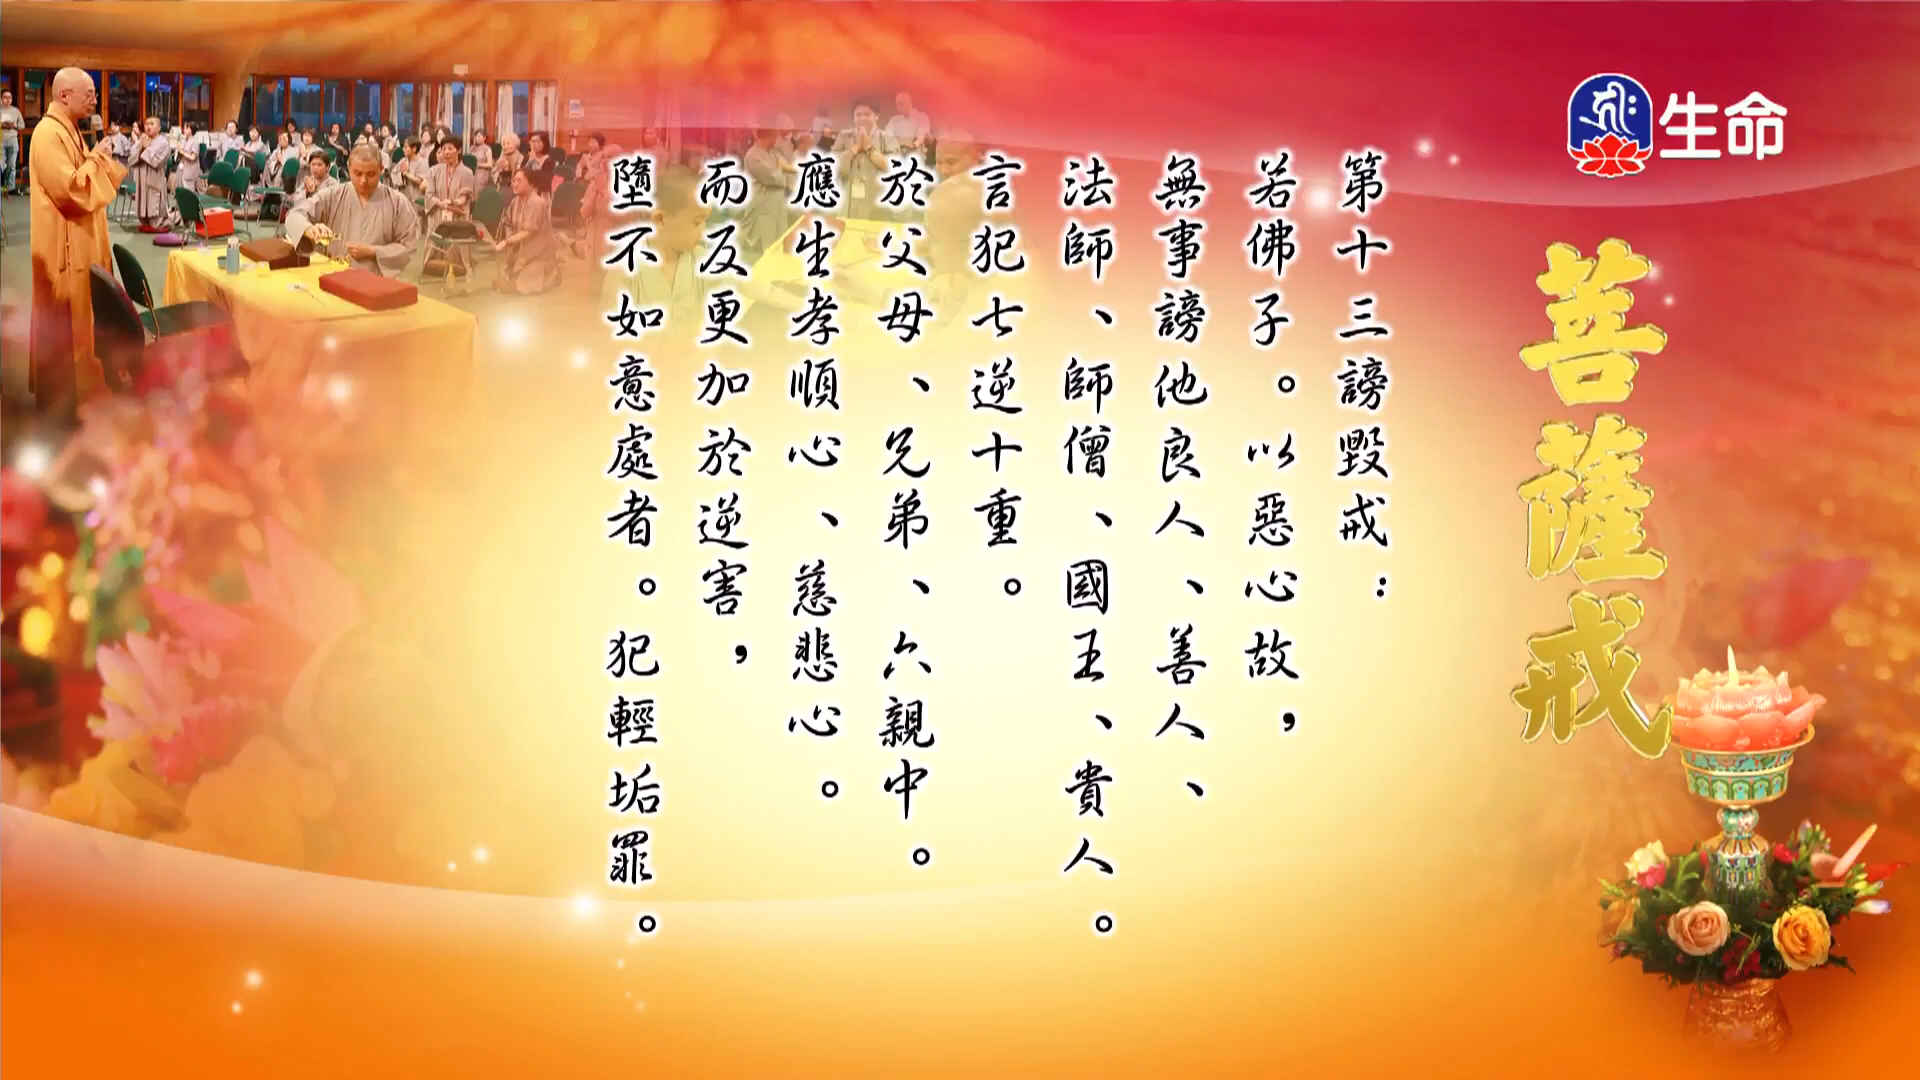 生命
菩薩戒
第十三謗毀戒：
若佛子。以惡心故，
無事謗他良人、善人、
法師、師僧、國王、貴人。
言犯七逆十重。
於父母、兄弟、六親中。
應生孝順心、慈悲心。
而反更加於逆害，
墮不如意處者。犯輕垢罪。